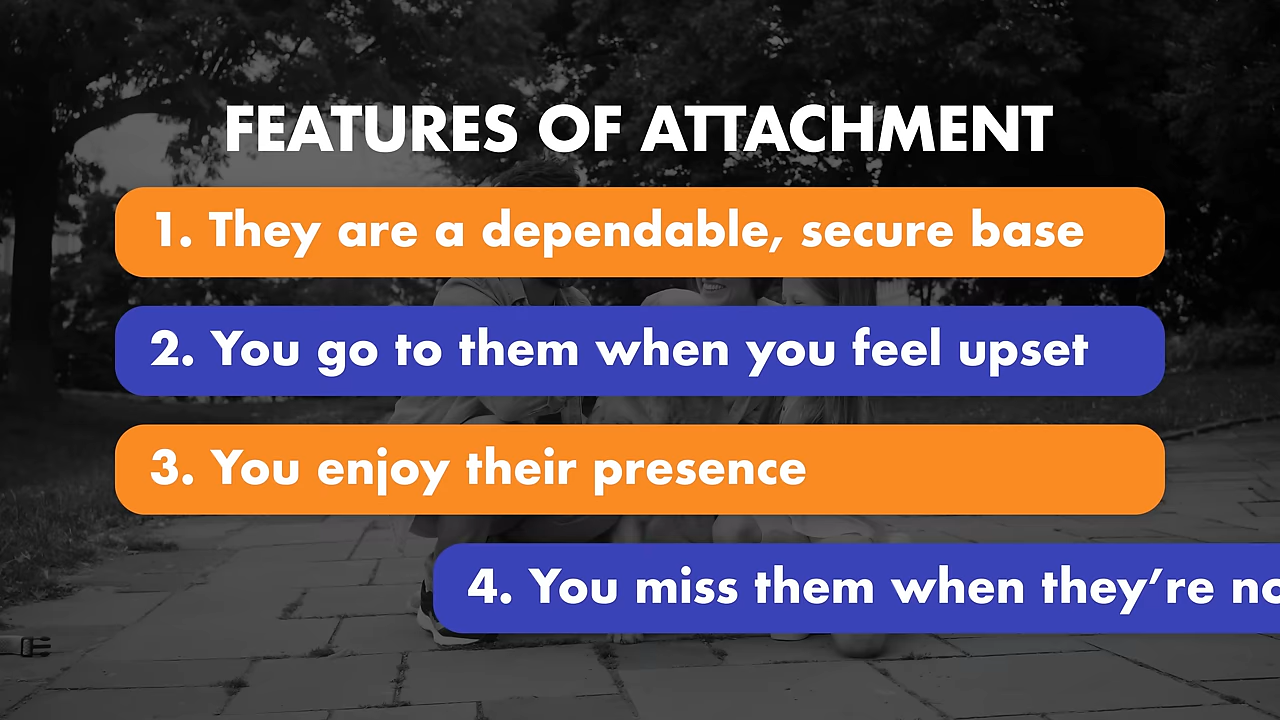 FEATURES OF ATTACHMENT
1. They are a dependable, secure base
2. You go to them when you feel upset
3. You enjoy their presence
4. You miss them when they’re